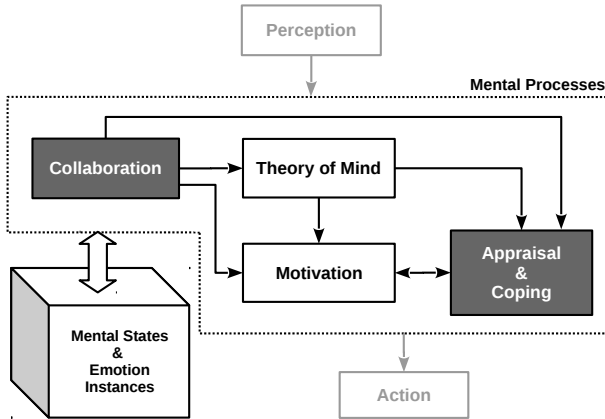 Perception
Mental Processes
Collaboration
Theory of Mind
Motivation
Appraisal
&
Coping
Mental States
&
Emotion
Instances
Action